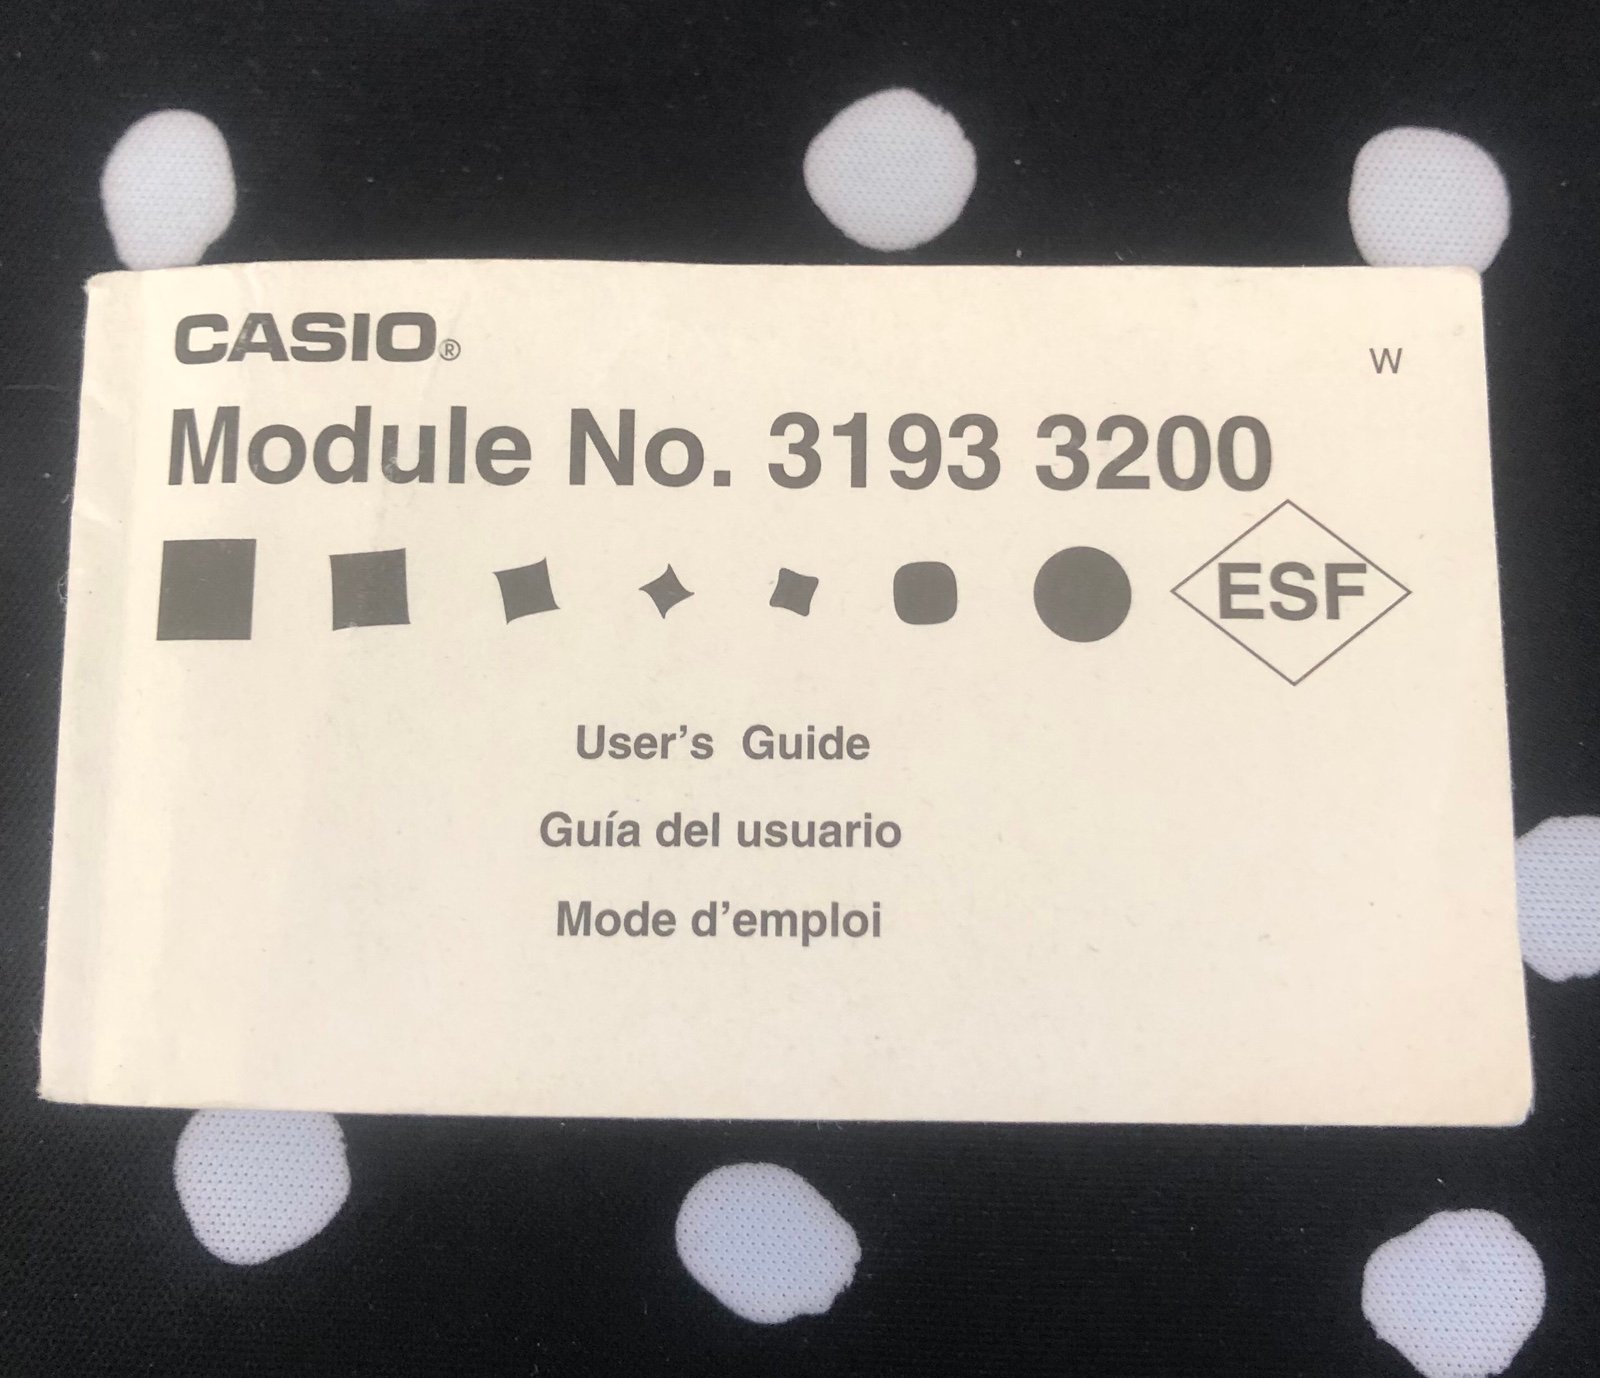 CASIO®
W
Module No. 3193 3200
ESF
User's Guide
Guía del usuario
Mode d'emploi